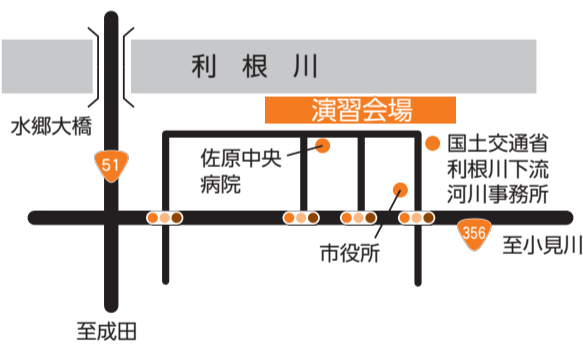 利根川
演習会場
水郷大橋
51
佐原中央
病院
国土交通省
利根川下流
河川事務所
市役所
356
至小見川
至成田